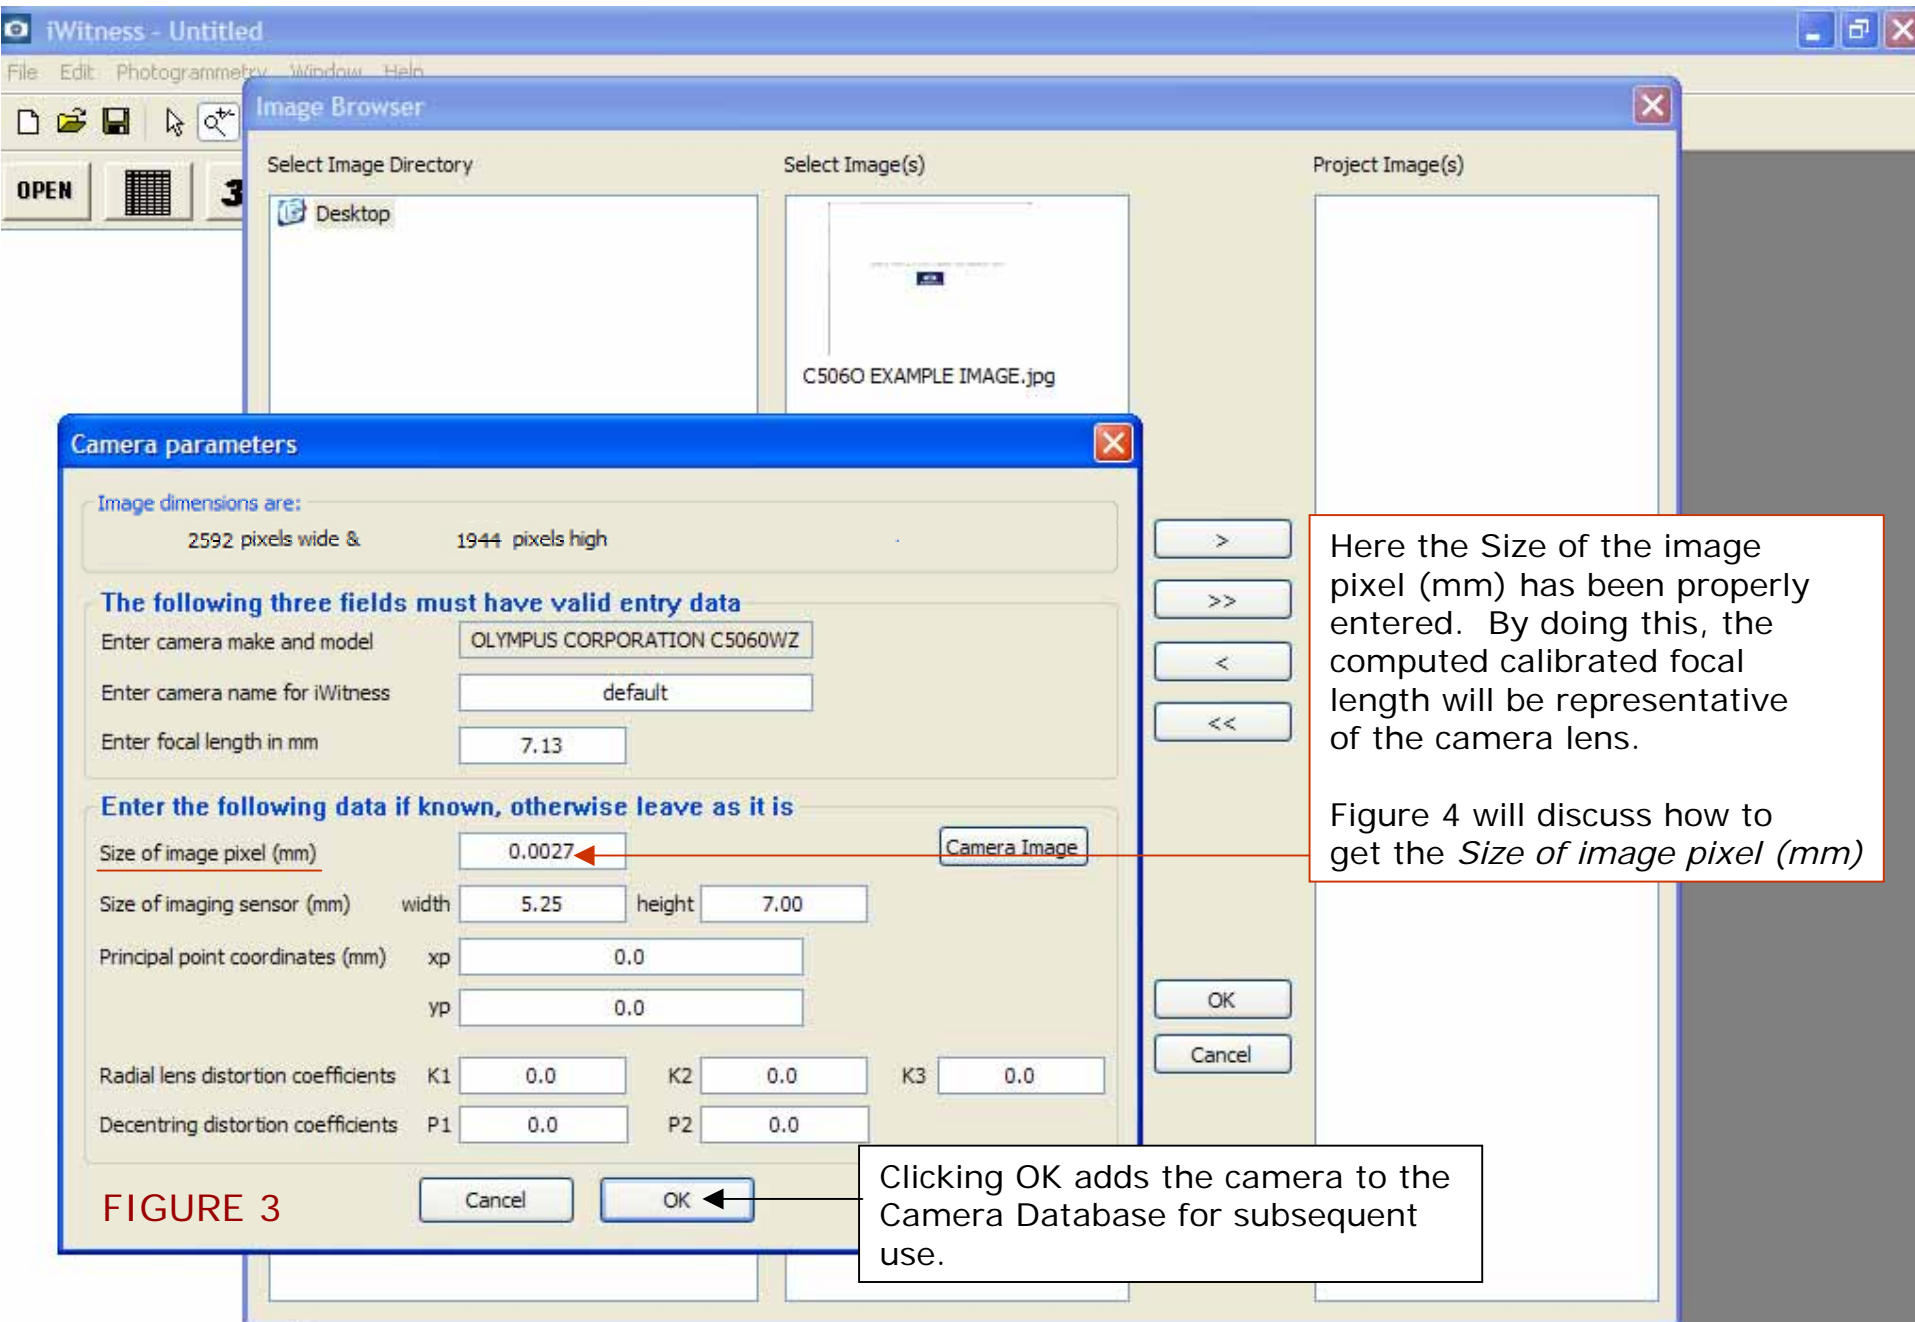 iWitness - Untitled
File Edit Photogrammetry Window Help
Image Browser
OPEN
3
Select Image Directory
Select Image(s)
Project Image(s)
Desktop
C506O EXAMPLE IMAGE.jpg
Camera parameters
Image dimensions are:
2592 pixels wide & 1944 pixels high
The following three fields must have valid entry data
Enter camera make and model OLYMPUS CORPORATION C5060WZ
Enter camera name for iWitness default
Enter focal length in mm 7.13
Enter the following data if known, otherwise leave as it is
Size of image pixel (mm) 0.0027 Camera Image
Size of imaging sensor (mm) width 5.25 height 7.00
Principal point coordinates (mm) xp 0.0
yp 0.0
Radial lens distortion coefficients K1 0.0 K2 0.0 K3 0.0
Decentring distortion coefficients P1 0.0 P2 0.0
FIGURE 3
Cancel OK
>
>>
<
<<
OK
Cancel
Here the Size of the image
pixel (mm) has been properly
entered. By doing this, the
computed calibrated focal
length will be representative
of the camera lens.
Figure 4 will discuss how to
get the Size of image pixel (mm)
Clicking OK adds the camera to the
Camera Database for subsequent
use.